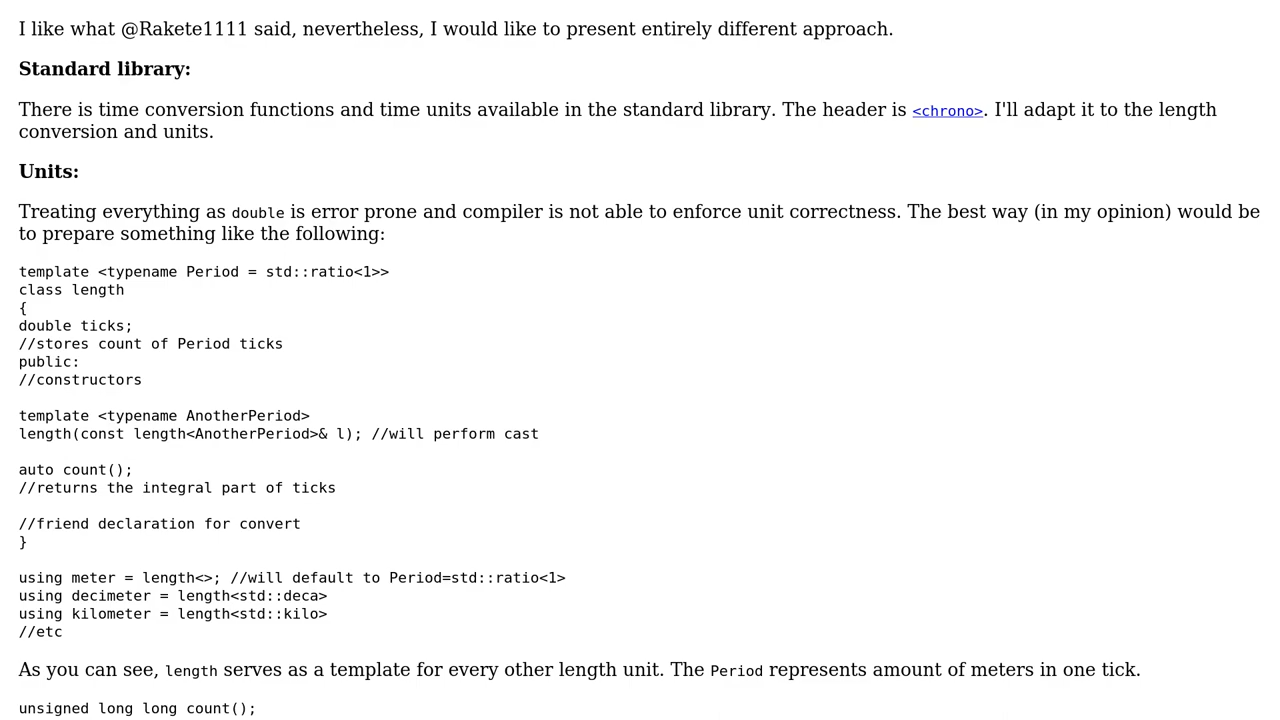 I like what @Rakete1111 said, nevertheless, I would like to present entirely different approach.
Standard library:
There is time conversion functions and time units available in the standard library. The header is <chrono>. I'll adapt it to the length
conversion and units.
Units:
Treating everything as double is error prone and compiler is not able to enforce unit correctness. The best way (in my opinion) would be
to prepare something like the following:
template <typename Period = std::ratio<1>>
class length
{
double ticks;
//stores count of Period ticks
public:
//constructors
template <typename AnotherPeriod>
length(const length<AnotherPeriod>& l); //will perform cast
auto count();
//returns the integral part of ticks
//friend declaration for convert
}
using meter = length<>; //will default to Period=std::ratio<1>
using decimeter = length<std::deca>
using kilometer = length<std::kilo>
//etc
As you can see, length serves as a template for every other length unit. The Period represents amount of meters in one tick.
unsigned long long count();